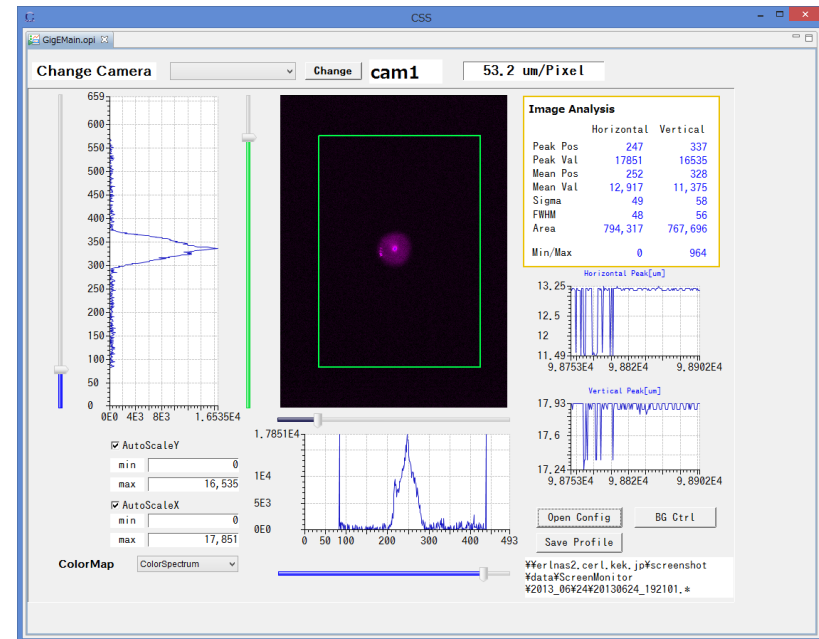 CSS
GigEMain.opi
Change Camera
Change
cam1
53.2 um/Pixel
659
600
550
500
450
400
350
300
250
200
150
100
50
0
0E0 4E3 8E3 1.6535E4
AutoScaleY
min 0
max 16,535
AutoScaleX
min 0
max 17,851
ColorMap ColorSpectrum
1.7851E4
1E4
5E3
0E0
0 50 100 200 300 400 493
Image Analysis
Horizontal Vertical
Peak Pos 247 337
Peak Val 17851 16535
Mean Pos 252 328
Mean Val 12,917 11,375
Sigma 49 58
FWHM 48 56
Area 794,317 767,696
Min/Max 0 964
Horizontal Peak[um]
13.25
12.5
12
11.49
9.8753E4 9.882E4 9.8902E4
Vertical Peak[um]
17.93
17.6
17.24
9.8753E4 9.882E4 9.8902E4
Open Config BG Ctrl
Save Profile
¥¥erlnas2.cerl.kek.jp¥screenshot
¥data¥ScreenMonitor
¥2013_06¥24¥20130624_192101.*